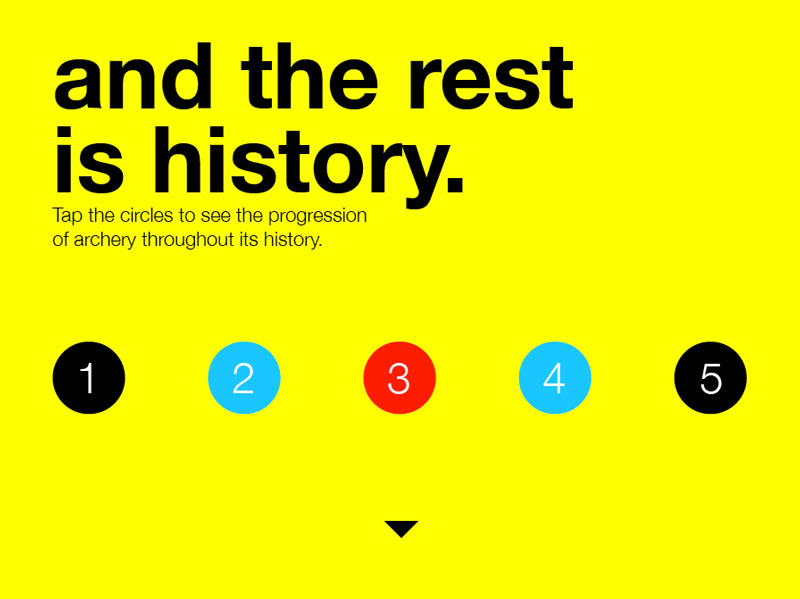 and the rest
is history.
Tap the circles to see the progression
of archery throughout its history.
1 2 3 4 5